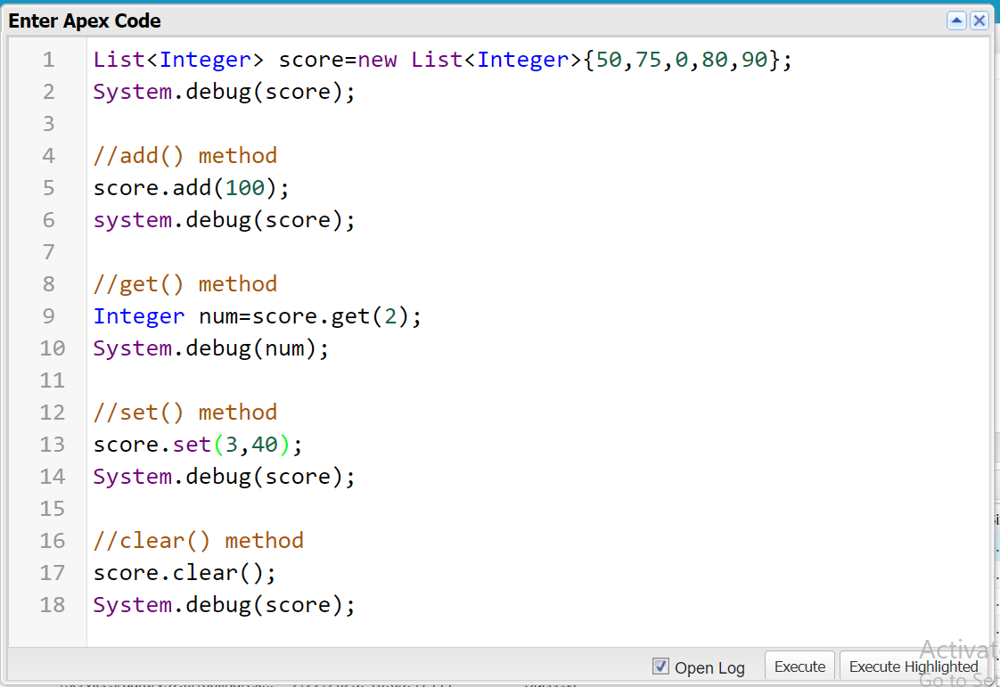 Enter Apex Code
1 List<Integer> score=new List<Integer>{50,75,0,80,90};
2 System.debug(score);
3
4 //add() method
5 score.add(100);
6 system.debug(score);
7
8 //get() method
9 Integer num=score.get(2);
10 System.debug(num);
11
12 //set() method
13 score.set(3,40);
14 System.debug(score);
15
16 //clear() method
17 score.clear();
18 System.debug(score);
Activat
Open Log Execute Execute Highlighted
Go to Set